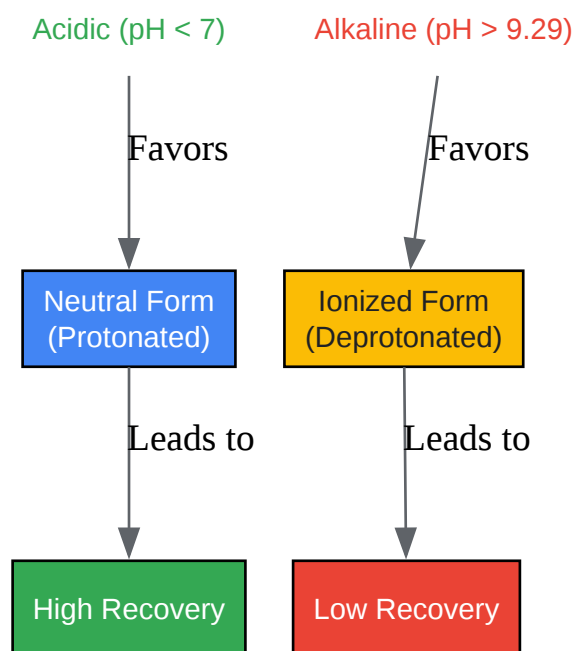 Acidic (pH < 7)
Alkaline (pH > 9.29)
Favors
Favors
Neutral Form
(Protonated)
Ionized Form
(Deprotonated)
Leads to
Leads to
High Recovery
Low Recovery